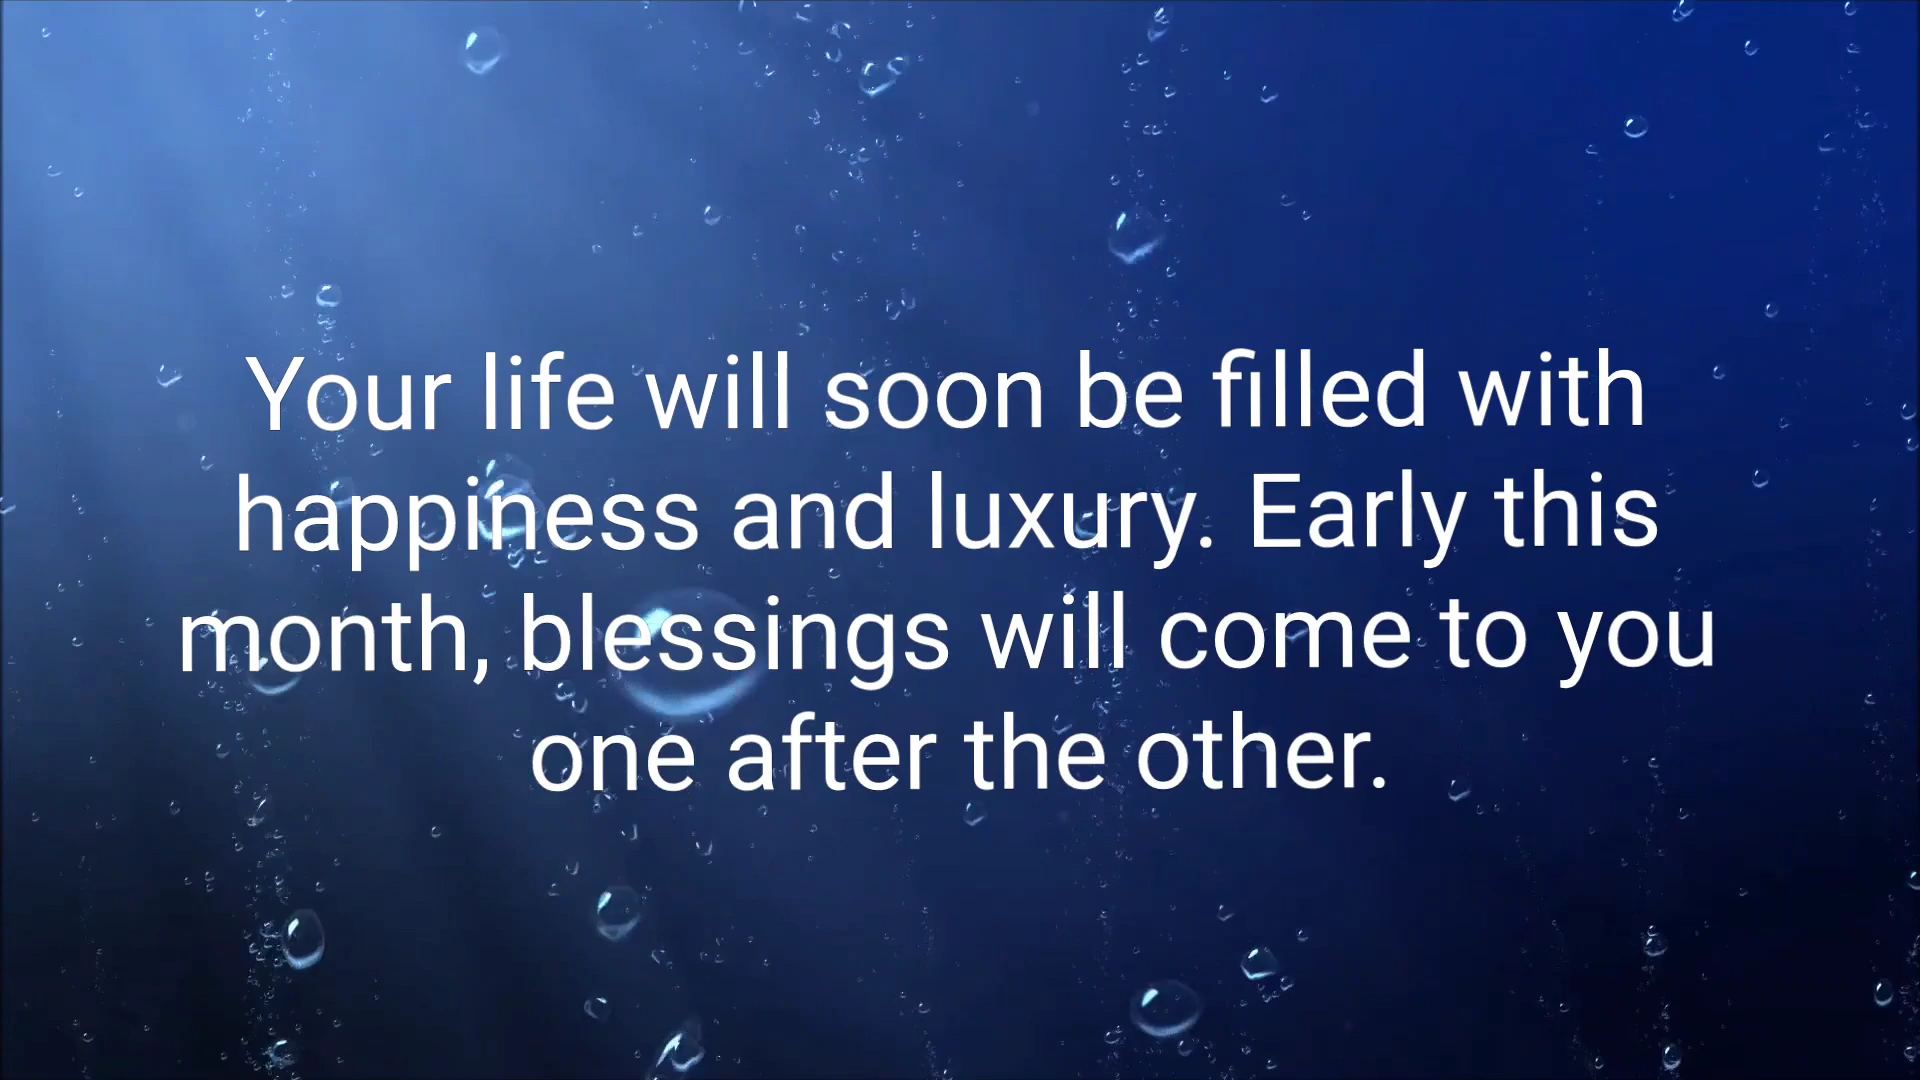 Your life will soon be filled with
happiness and luxury. Early this
month, blessings will come to you
one after the other.